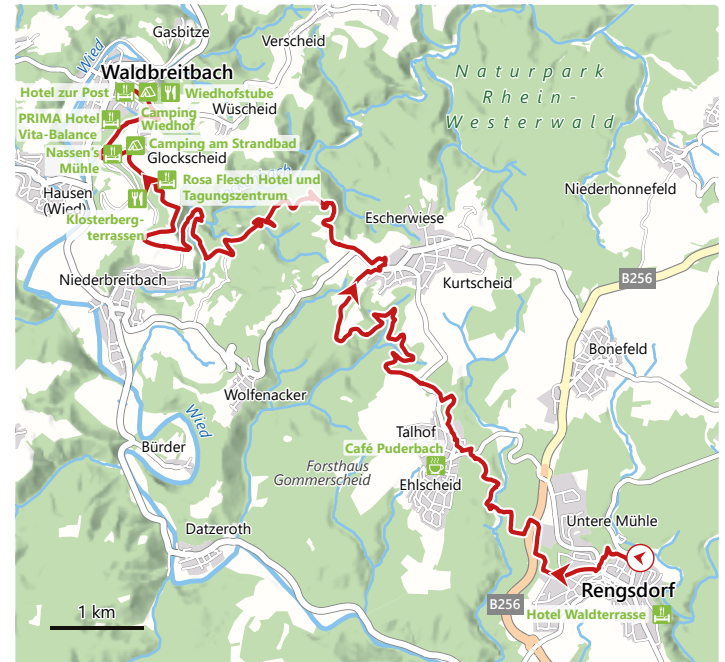 Gasbitze
Verscheid
Wied
Waldbreitbach
Naturpark
Rhein-
Westerwald
Hotel zur Post
Wiedhofstube
Camping
Wiedhof
Wüscheid
PRIMA Hotel
Vita-Balance
Camping am Strandbad
Nassen's
Mühle
Glockscheid
Rosa Flesch Hotel und
Tagungszentrum
Hausen
(Wied)
Klosterberg-
terrassen
Niederhonnefeld
Escherwiese
Niederbreitbach
Kurtscheid
B256
Bonefeld
Wolfenacker
Wied
Talhof
Bürder
Café Puderbach
Forsthaus
Gommerscheid
Ehlscheid
Datzeroth
Untere Mühle
Rengsdorf
B256
Hotel Waldterrasse
1 km